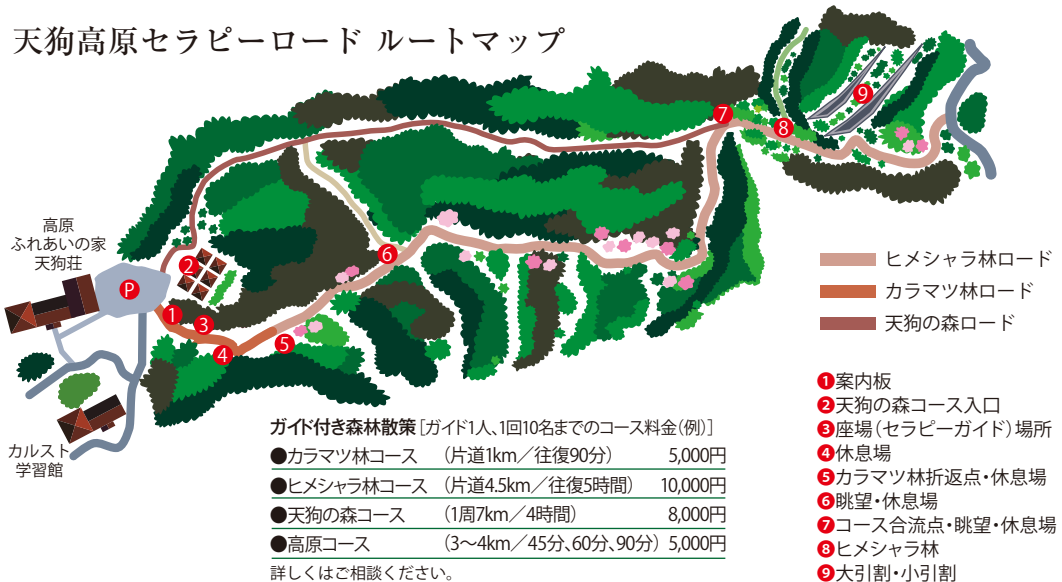 天狗高原セラピーロード ルートマップ
高原
ふれあいの家
天狗荘
P
カルスト
学習館
1
2
3
4
5
6
7
8
9
ヒメシャラ林ロード
カラマツ林ロード
天狗の森ロード
❶案内板
❷天狗の森コース入口
❸座場(セラピーガイド)場所
❹休息場
❺カラマツ林折返点・休息場
❻眺望・休息場
❼コース合流点・眺望・休息場
❽ヒメシャラ林
❾大引割・小引割
ガイド付き森林散策[ガイド1人、1回10名までのコース料金(例)]
●カラマツ林コース (片道1km/往復90分) 5,000円
●ヒメシャラ林コース (片道4.5km/往復5時間) 10,000円
●天狗の森コース (1周7km/4時間) 8,000円
●高原コース (3〜4km/45分、60分、90分) 5,000円
詳しくはご相談ください。